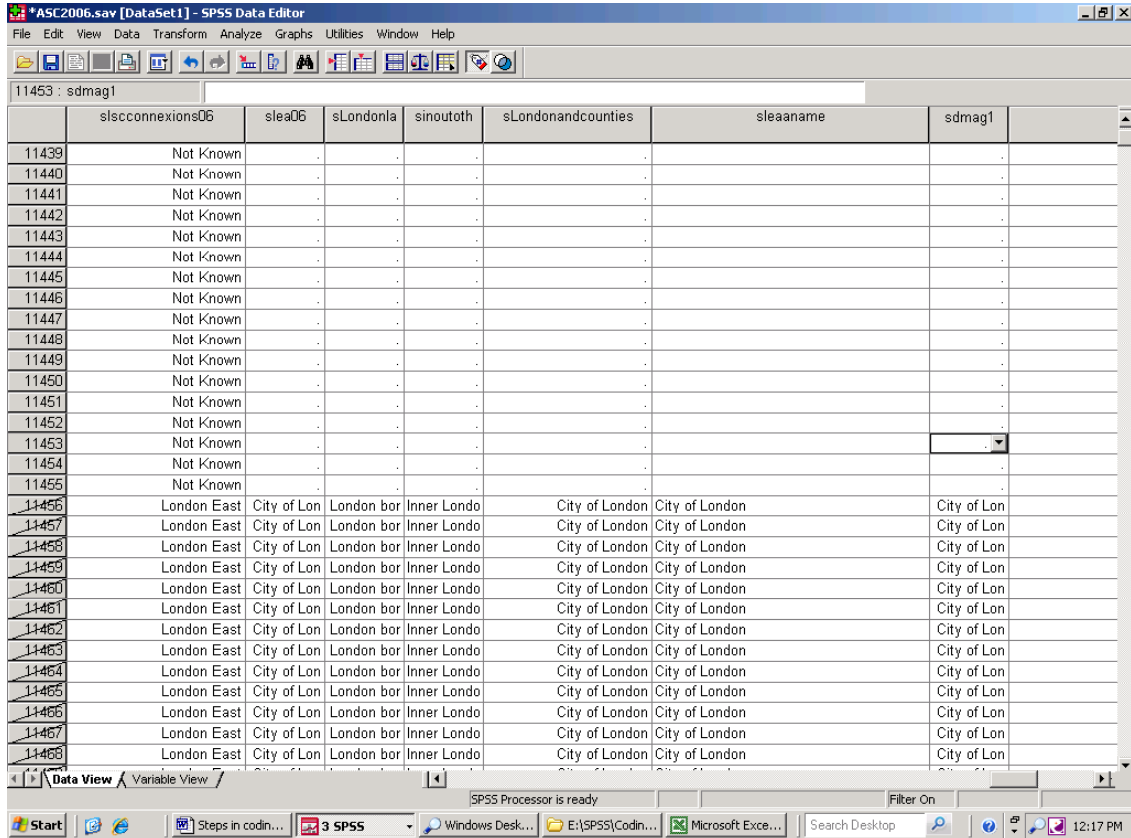 *ASC2006.sav [DataSet1] - SPSS Data Editor
File Edit View Data Transform Analyze Graphs Utilities Window Help
11453 : sdmag1
slscconnexions06 slea06 sLondonla sinoutoth sLondonandcounties sleaaname sdmag1
11439 Not Known . . . . .
11440 Not Known . . . . .
11441 Not Known . . . . .
11442 Not Known . . . . .
11443 Not Known . . . . .
11444 Not Known . . . . .
11445 Not Known . . . . .
11446 Not Known . . . . .
11447 Not Known . . . . .
11448 Not Known . . . . .
11449 Not Known . . . . .
11450 Not Known . . . . .
11451 Not Known . . . . .
11452 Not Known . . . . .
11453 Not Known . . . . .
11454 Not Known . . . . .
11455 Not Known . . . . .
11456 London East City of Lon London bor Inner Londo City of London City of London City of Lon
11457 London East City of Lon London bor Inner Londo City of London City of London City of Lon
11458 London East City of Lon London bor Inner Londo City of London City of London City of Lon
11459 London East City of Lon London bor Inner Londo City of London City of London City of Lon
11460 London East City of Lon London bor Inner Londo City of London City of London City of Lon
11461 London East City of Lon London bor Inner Londo City of London City of London City of Lon
11462 London East City of Lon London bor Inner Londo City of London City of London City of Lon
11463 London East City of Lon London bor Inner Londo City of London City of London City of Lon
11464 London East City of Lon London bor Inner Londo City of London City of London City of Lon
11465 London East City of Lon London bor Inner Londo City of London City of London City of Lon
11466 London East City of Lon London bor Inner Londo City of London City of London City of Lon
11467 London East City of Lon London bor Inner Londo City of London City of London City of Lon
11468 London East City of Lon London bor Inner Londo City of London City of London City of Lon
Data View Variable View
SPSS Processor is ready Filter On
Start Steps in codin... 3 SPSS Windows Desk... E:\SPSS\Codin... Microsoft Exce... Search Desktop 12:17 PM